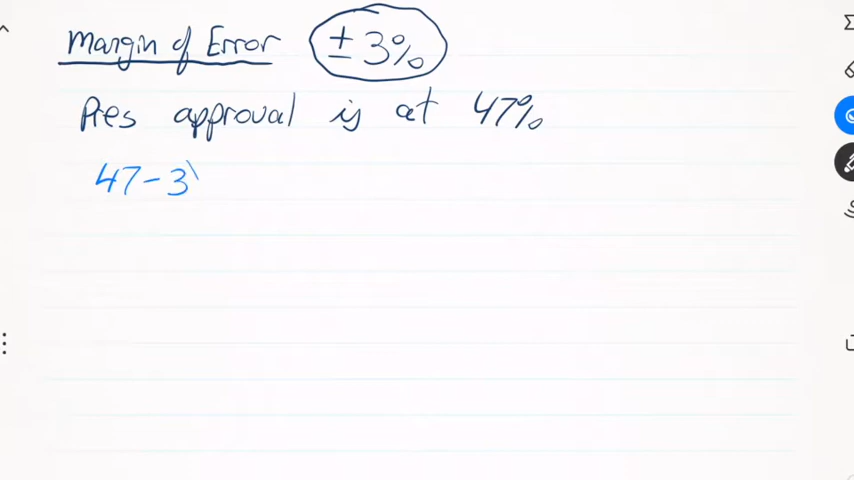 Margin of Error ± 3%
Pres approval is at 47%
47-3